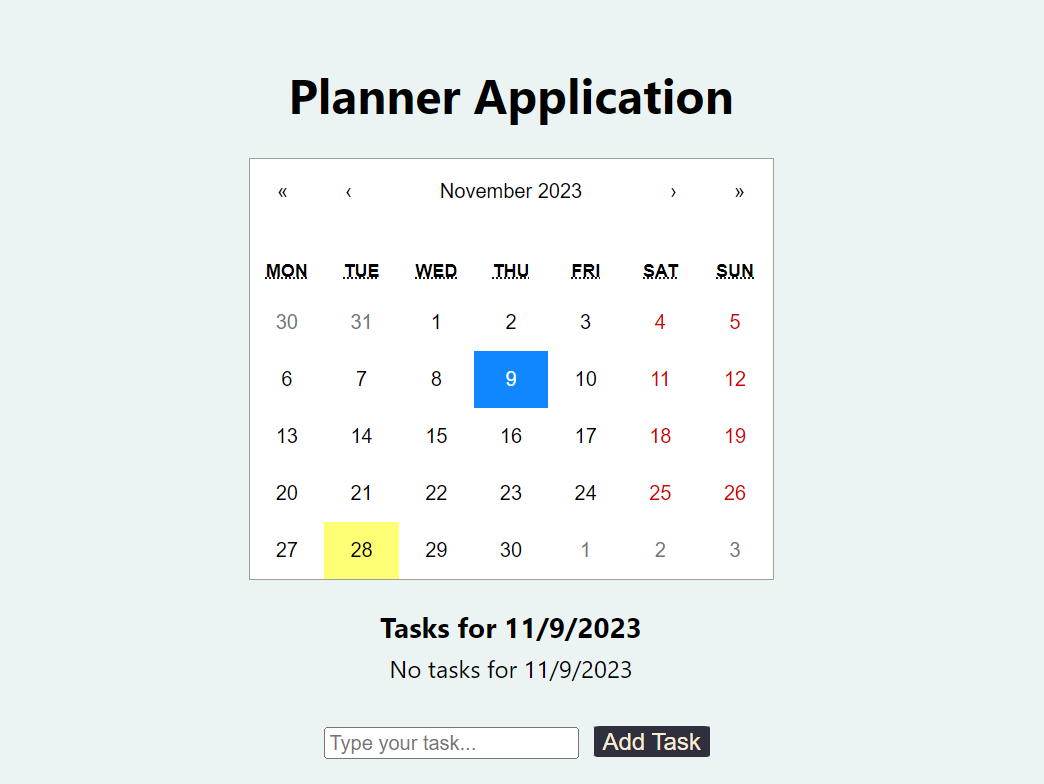 Planner Application
« ‹ November 2023 › »
MON TUE WED THU FRI SAT SUN
30 31 1 2 3 4 5
6 7 8 9 10 11 12
13 14 15 16 17 18 19
20 21 22 23 24 25 26
27 28 29 30 1 2 3
Tasks for 11/9/2023
No tasks for 11/9/2023
Type your task... Add Task